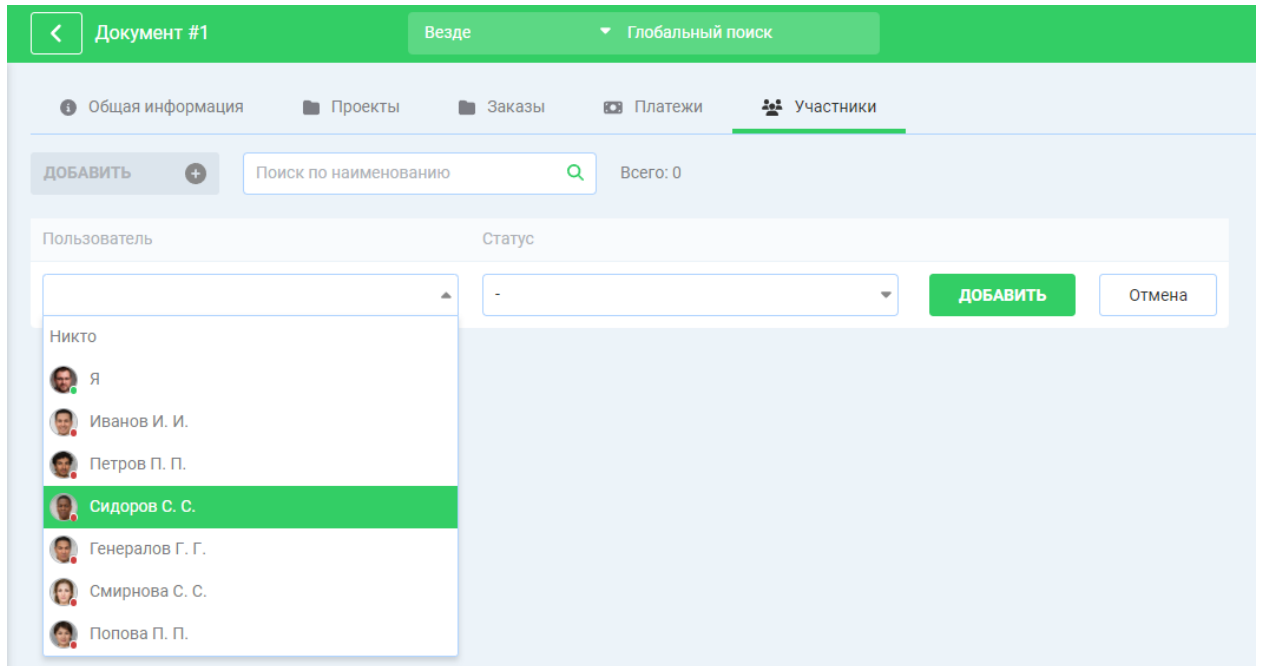 Документ #1
Везде
Глобальный поиск
Общая информация
Проекты
Заказы
Платежи
Участники
ДОБАВИТЬ
Поиск по наименованию
Всего: 0
Пользователь
Статус
-
ДОБАВИТЬ
Отмена
Никто
Я
Иванов И. И.
Петров П. П.
Сидоров С. С.
Генералов Г. Г.
Смирнова С. С.
Попова П. П.